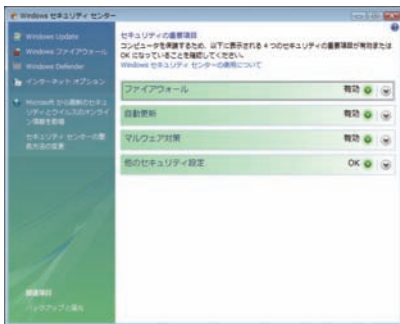 Windows セキュリティ センター
Windows Update
Windows ファイアウォール
Windows Defender
インターネット オプション
Microsoft から最新のセキュ
リティとウイルスのオンライ
ン情報を取得
セキュリティ センターの警
告方法の変更
関連項目
バックアップと復元
セキュリティの重要項目
コンピュータを保護するため、以下に表示される 4 つのセキュリティの重要項目が有効または
OK になっていることを確認してください。
Windows セキュリティ センターの使用について
ファイアウォール 有効
自動更新 有効
マルウェア対策 有効
他のセキュリティ設定 OK